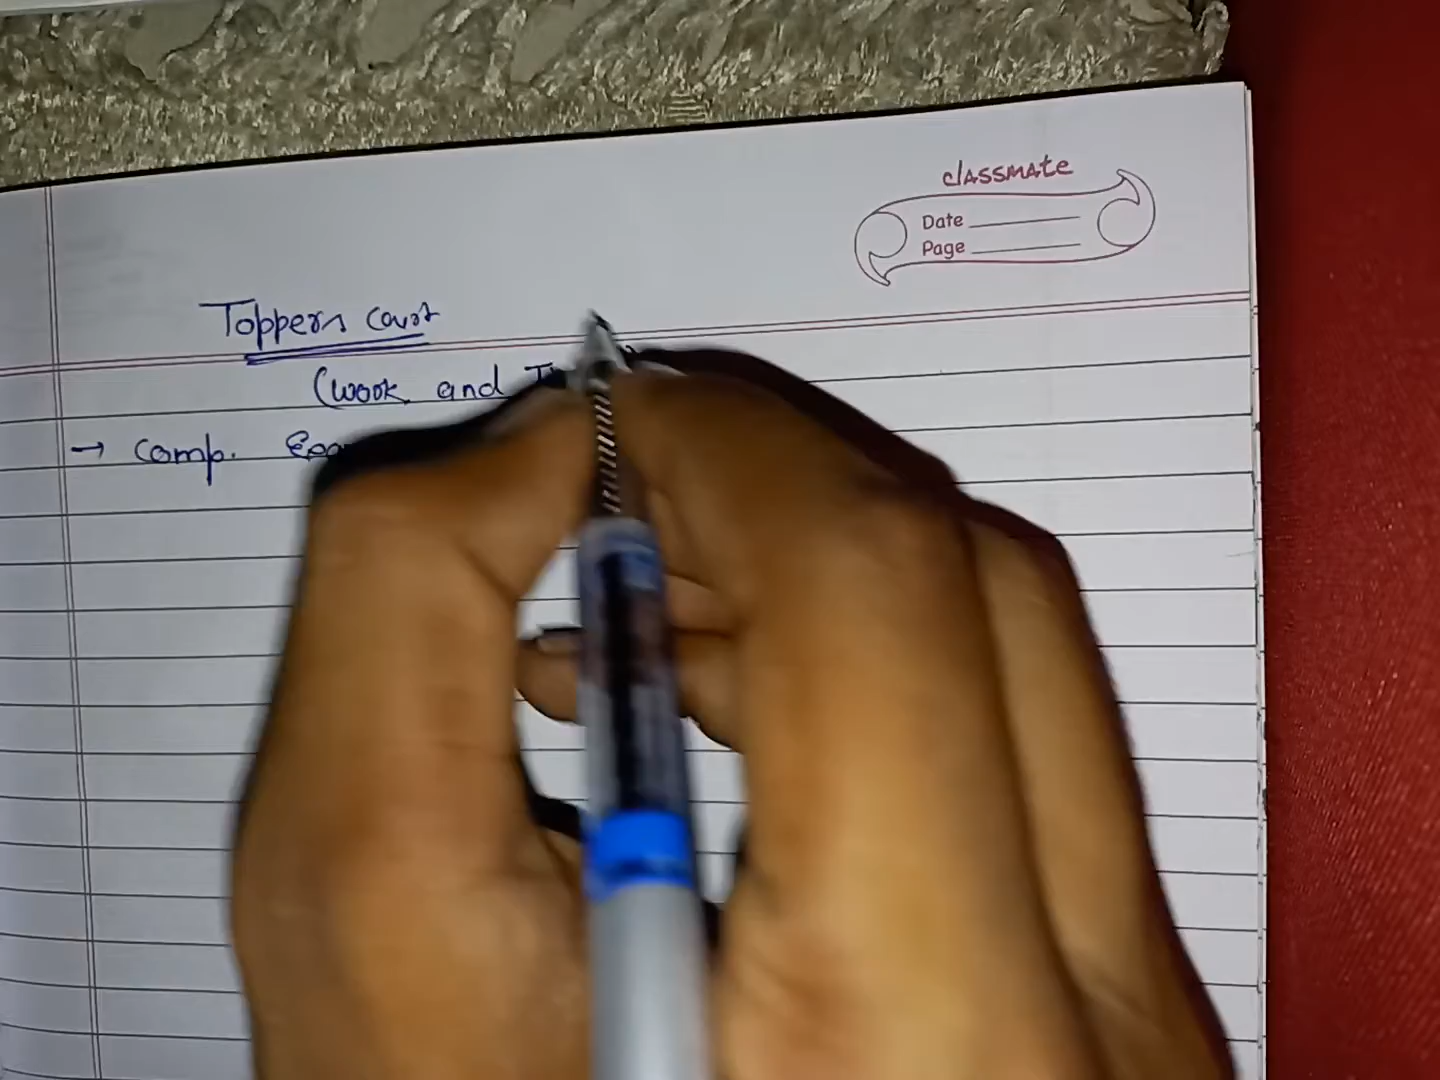 classmate
Date
Page
Toppers court
(work and
→ comp.